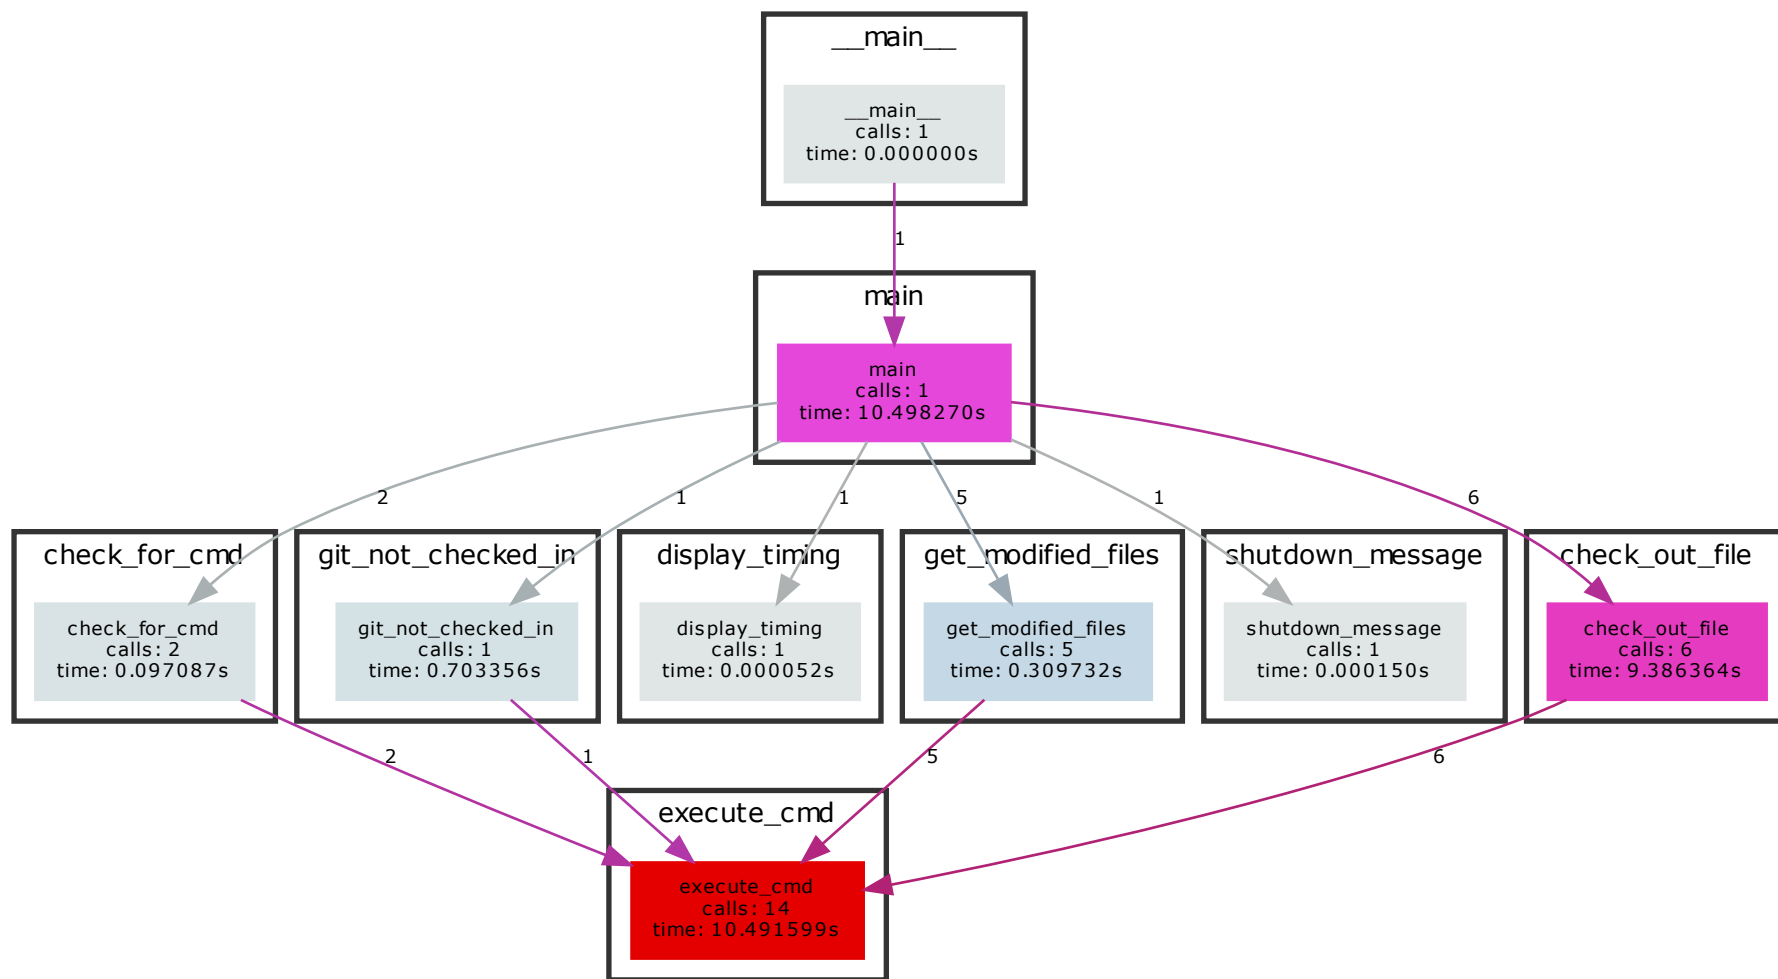 __main__
__main__
calls: 1
time: 0.000000s
1
main
main
calls: 1
time: 10.498270s
2
1
1
5
1
6
check_for_cmd
check_for_cmd
calls: 2
time: 0.097087s
git_not_checked_in
git_not_checked_in
calls: 1
time: 0.703356s
display_timing
display_timing
calls: 1
time: 0.000052s
get_modified_files
get_modified_files
calls: 5
time: 0.309732s
shutdown_message
shutdown_message
calls: 1
time: 0.000150s
check_out_file
check_out_file
calls: 6
time: 9.386364s
2
1
5
6
execute_cmd
execute_cmd
calls: 14
time: 10.491599s